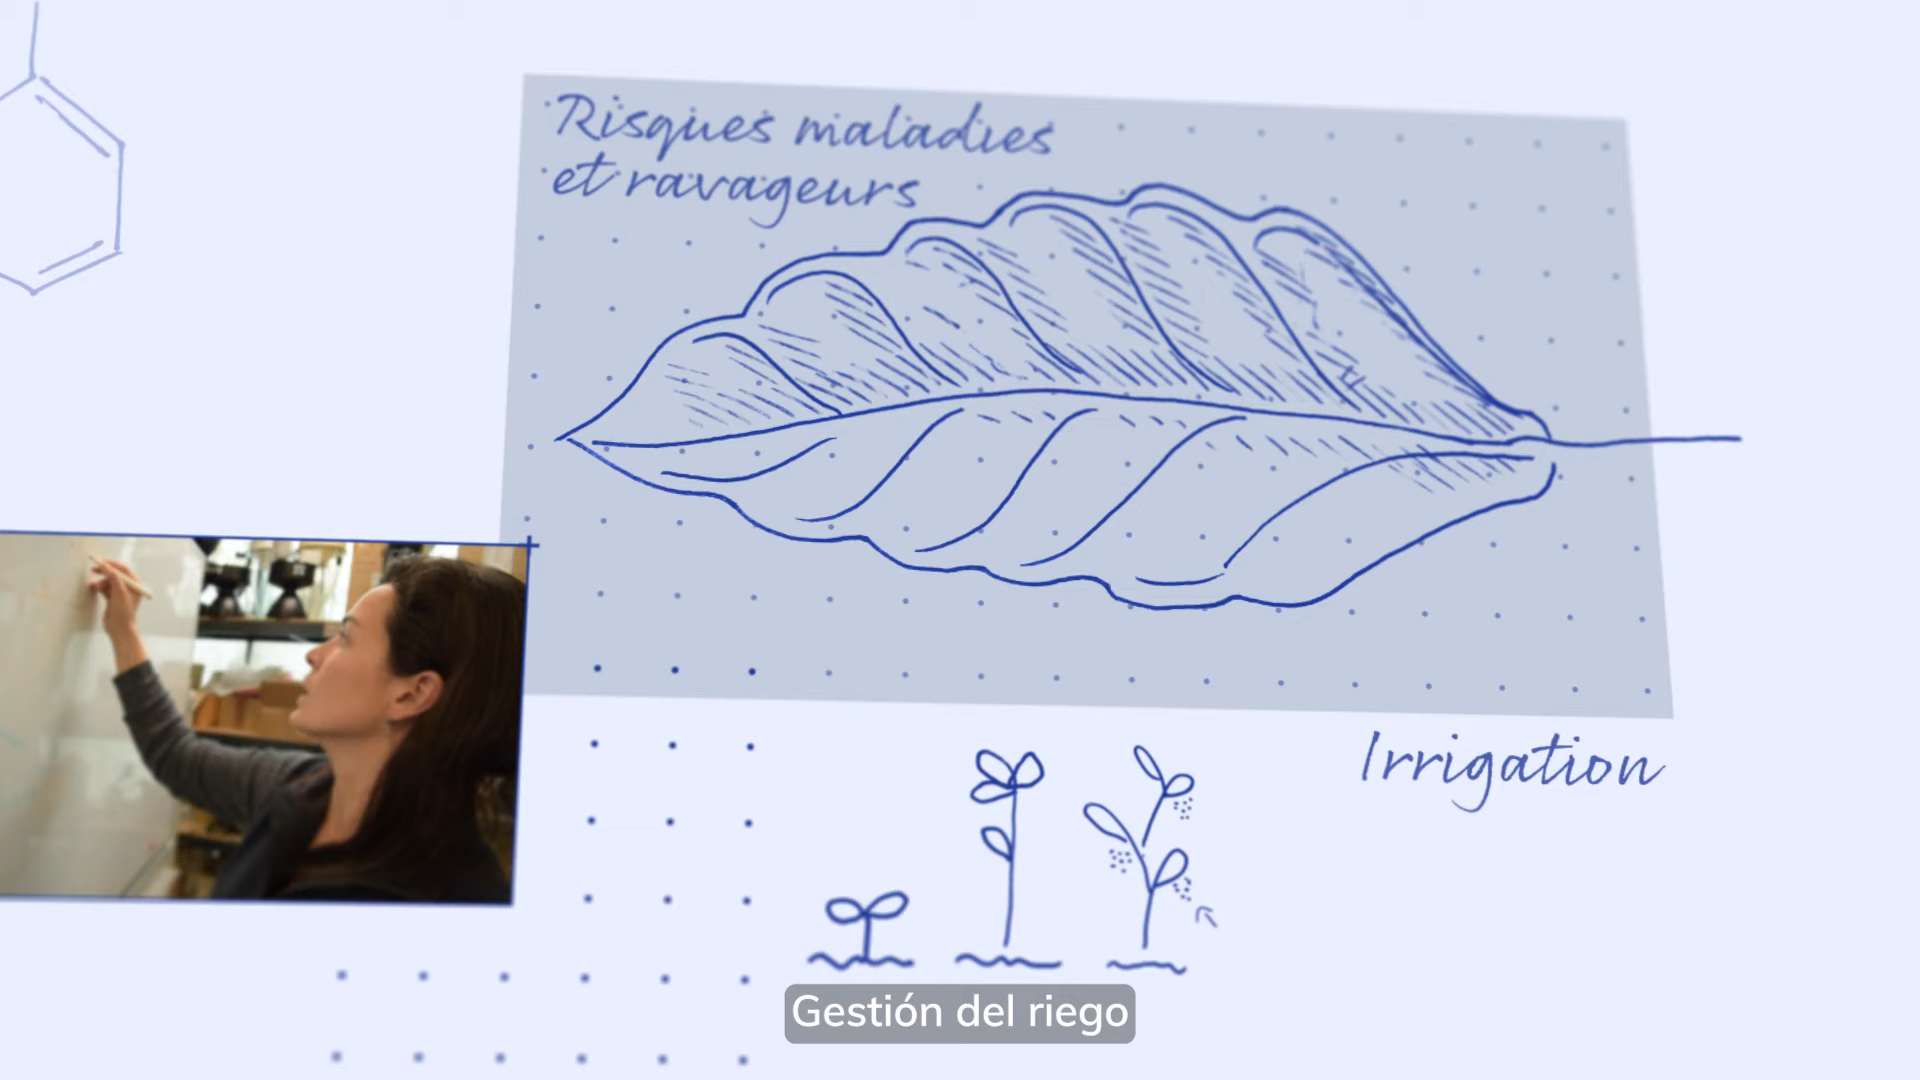 Risques maladies
et ravageurs
Irrigation
Gestión del riego